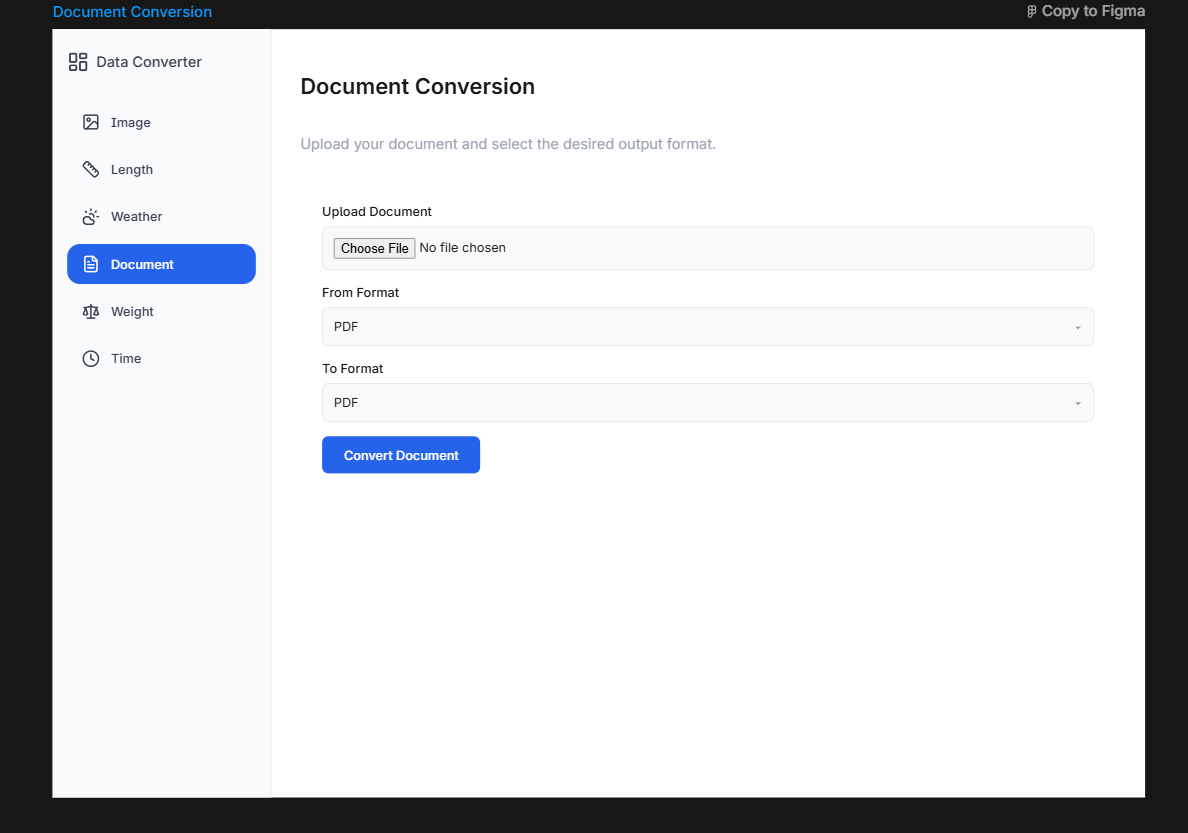 Document Conversion
Copy to Figma
Data Converter
Image
Length
Weather
Document
Weight
Time
Document Conversion
Upload your document and select the desired output format.
Upload Document
Choose File No file chosen
From Format
PDF
To Format
PDF
Convert Document